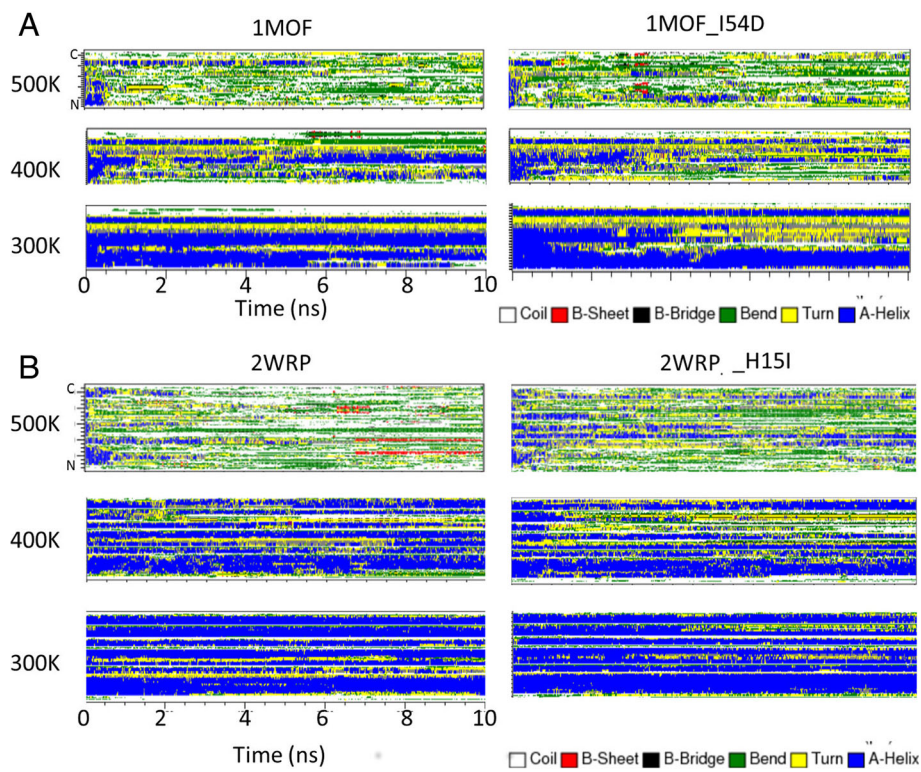 A
1MOF
1MOF_I54D
500K
C
N
400K
300K
0 2 4 6 8 10
Time (ns)
Coil B-Sheet B-Bridge Bend Turn A-Helix
B
2WRP
2WRP _H15I
500K
C
N
400K
300K
0 2 4 6 8 10
Time (ns)
Coil B-Sheet B-Bridge Bend Turn A-Helix